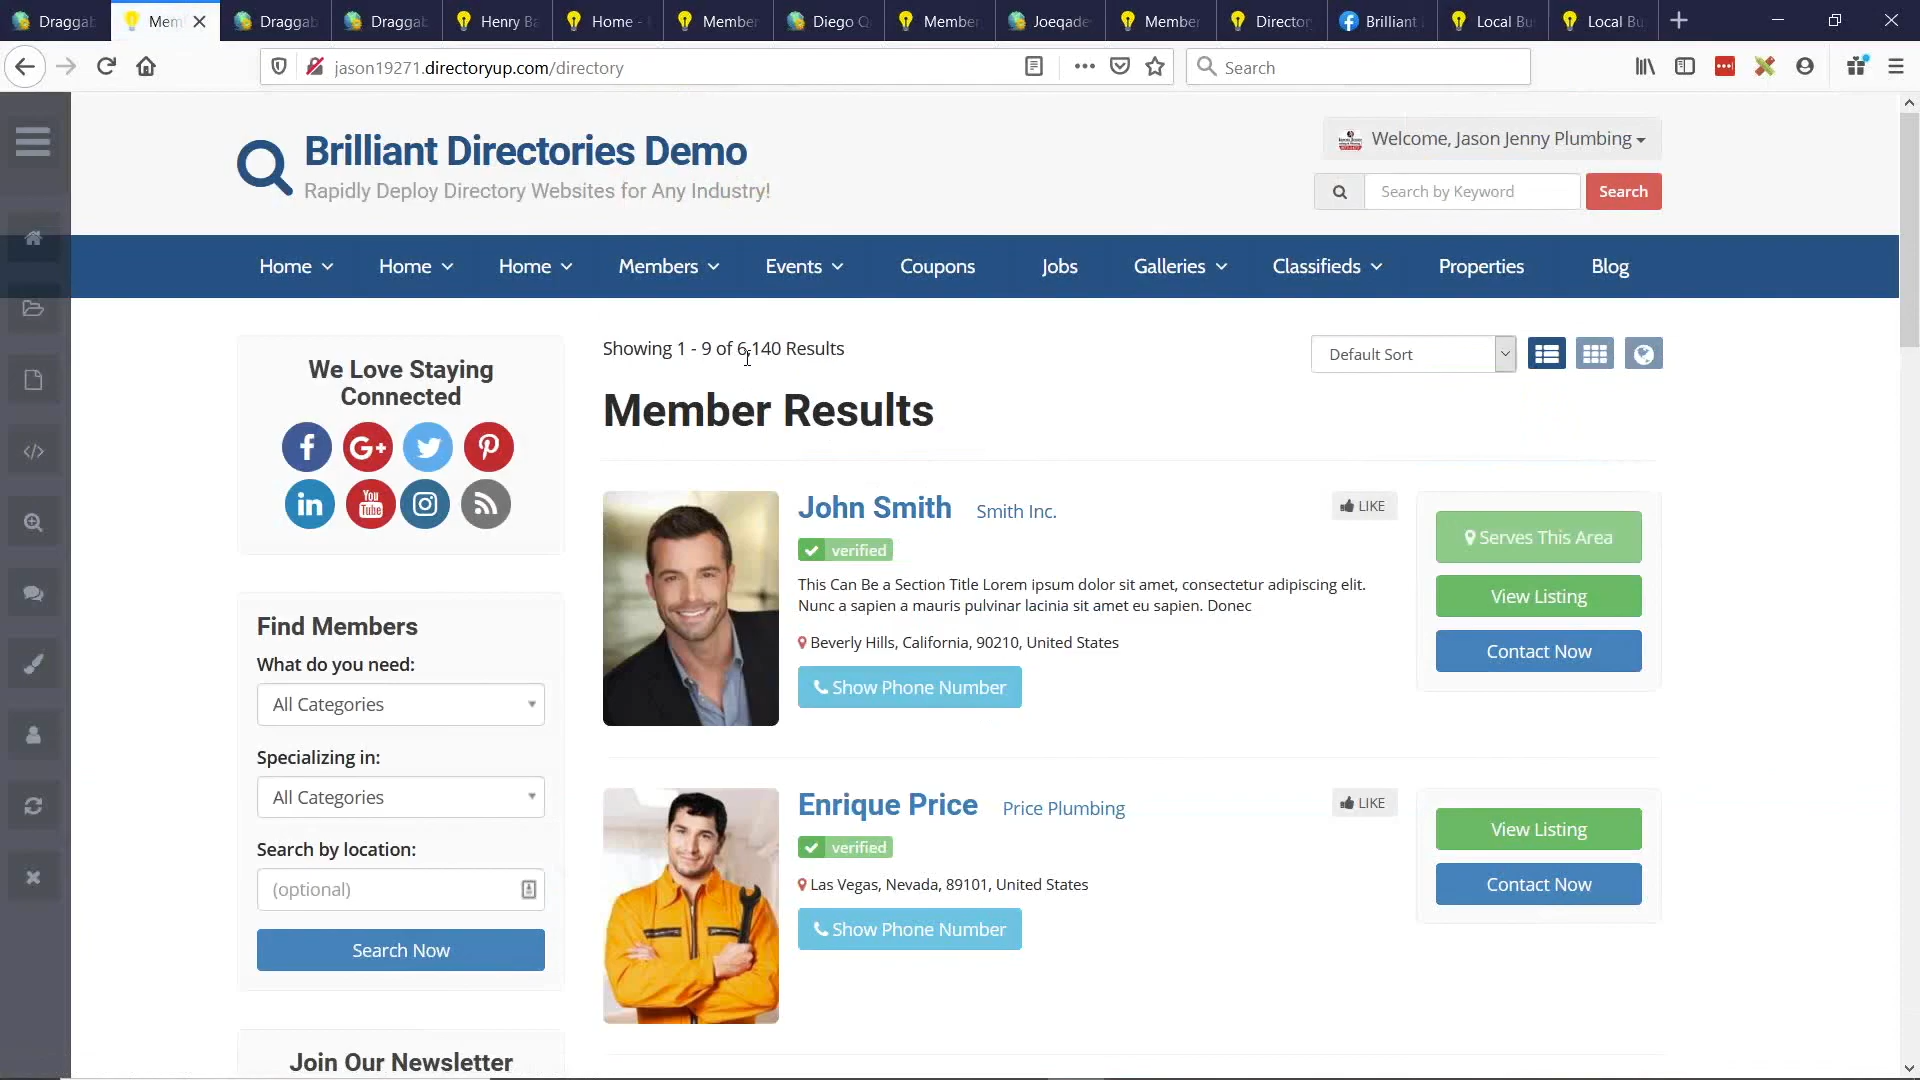 Draggab
Mem
Draggab
Draggab
Henry Ba
Home -
Member
Diego Q
Member
Joeqade
Member
Director
Brilliant
Local Bu
Local Bu
jason19271.directoryup.com/directory
Search
Brilliant Directories Demo
Rapidly Deploy Directory Websites for Any Industry!
Welcome, Jason Jenny Plumbing
Search by Keyword
Search
Home
Home
Home
Members
Events
Coupons
Jobs
Galleries
Classifieds
Properties
Blog
We Love Staying
Connected
Find Members
What do you need:
All Categories
Specializing in:
All Categories
Search by location:
(optional)
Search Now
Join Our Newsletter
Showing 1 - 9 of 6,140 Results
Default Sort
Member Results
John Smith Smith Inc.
LIKE
verified
This Can Be a Section Title Lorem ipsum dolor sit amet, consectetur adipiscing elit.
Nunc a sapien a mauris pulvinar lacinia sit amet eu sapien. Donec
Beverly Hills, California, 90210, United States
Show Phone Number
Serves This Area
View Listing
Contact Now
Enrique Price Price Plumbing
LIKE
verified
Las Vegas, Nevada, 89101, United States
Show Phone Number
View Listing
Contact Now